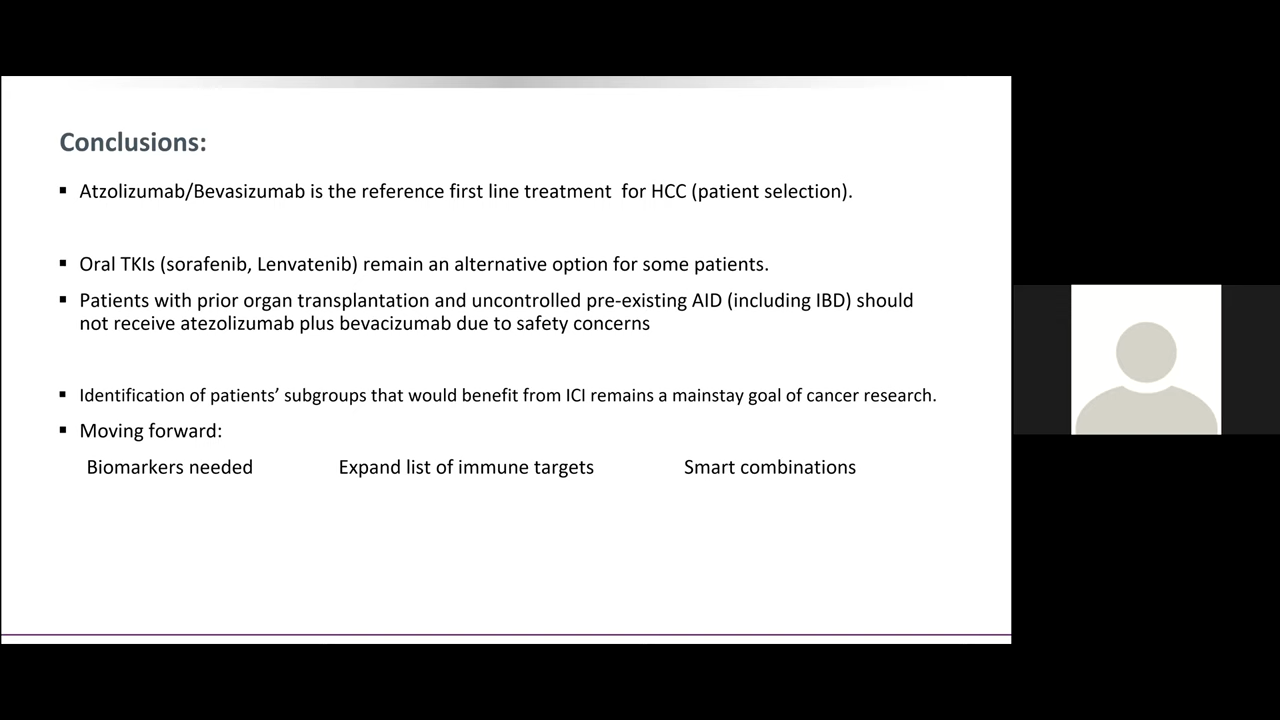 Conclusions:
▪ Atzolizumab/Bevasizumab is the reference first line treatment for HCC (patient selection).
▪ Oral TKIs (sorafenib, Lenvatenib) remain an alternative option for some patients.
▪ Patients with prior organ transplantation and uncontrolled pre-existing AID (including IBD) should
not receive atezolizumab plus bevacizumab due to safety concerns
▪ Identification of patients’ subgroups that would benefit from ICI remains a mainstay goal of cancer research.
▪ Moving forward:
Biomarkers needed Expand list of immune targets Smart combinations